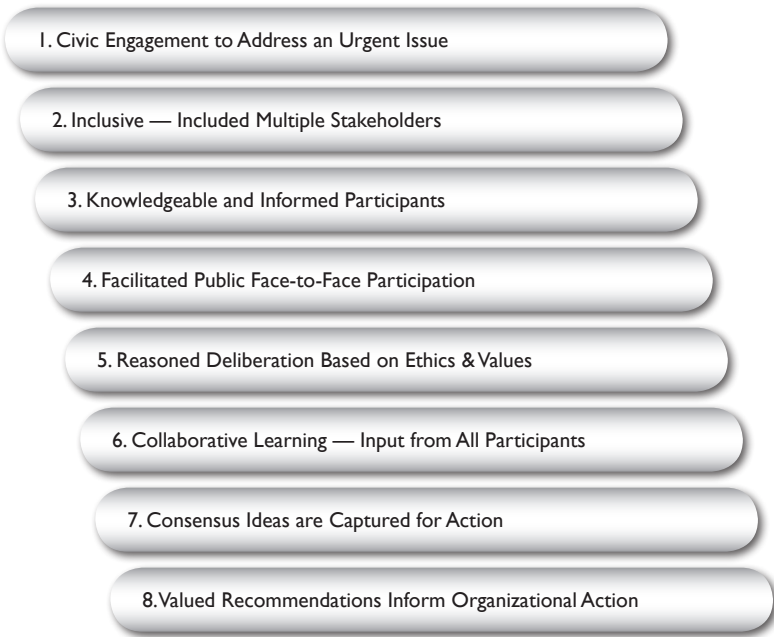 1. Civic Engagement to Address an Urgent Issue
2. Inclusive — Included Multiple Stakeholders
3. Knowledgeable and Informed Participants
4. Facilitated Public Face-to-Face Participation
5. Reasoned Deliberation Based on Ethics & Values
6. Collaborative Learning — Input from All Participants
7. Consensus Ideas are Captured for Action
8. Valued Recommendations Inform Organizational Action